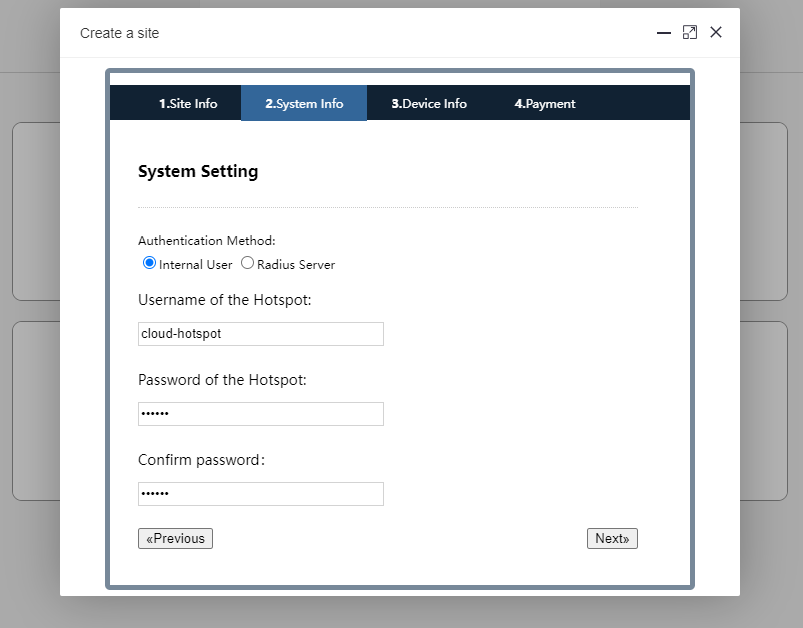 Create a site
1.Site Info 2.System Info 3.Device Info 4.Payment
System Setting
Authentication Method:
Internal User Radius Server
Username of the Hotspot:
cloud-hotspot
Password of the Hotspot:
••••••
Confirm password:
••••••
«Previous Next»